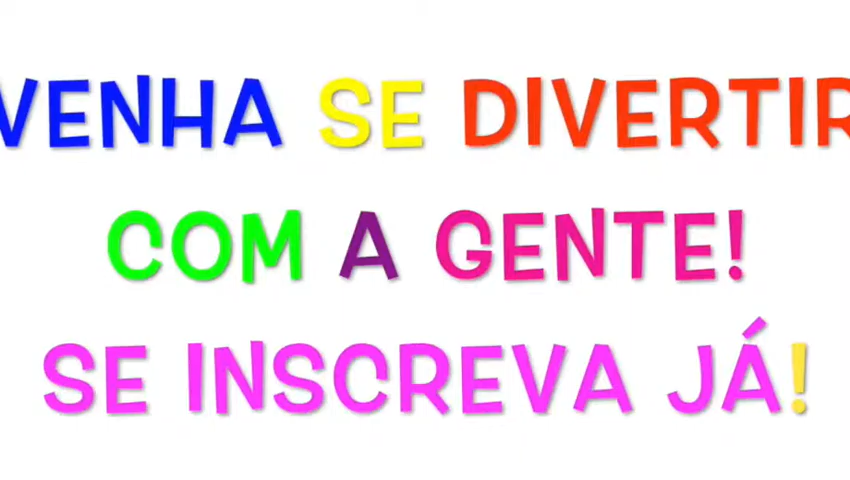 VENHA SE DIVERTIR
COM A GENTE!
SE INSCREVA JÁ!